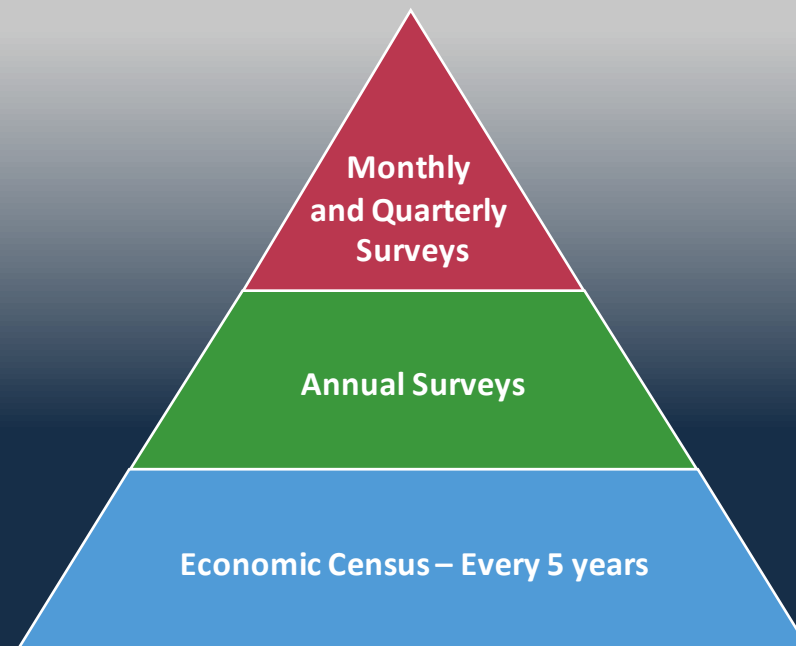 Monthly
and Quarterly
Surveys
Annual Surveys
Economic Census – Every 5 years